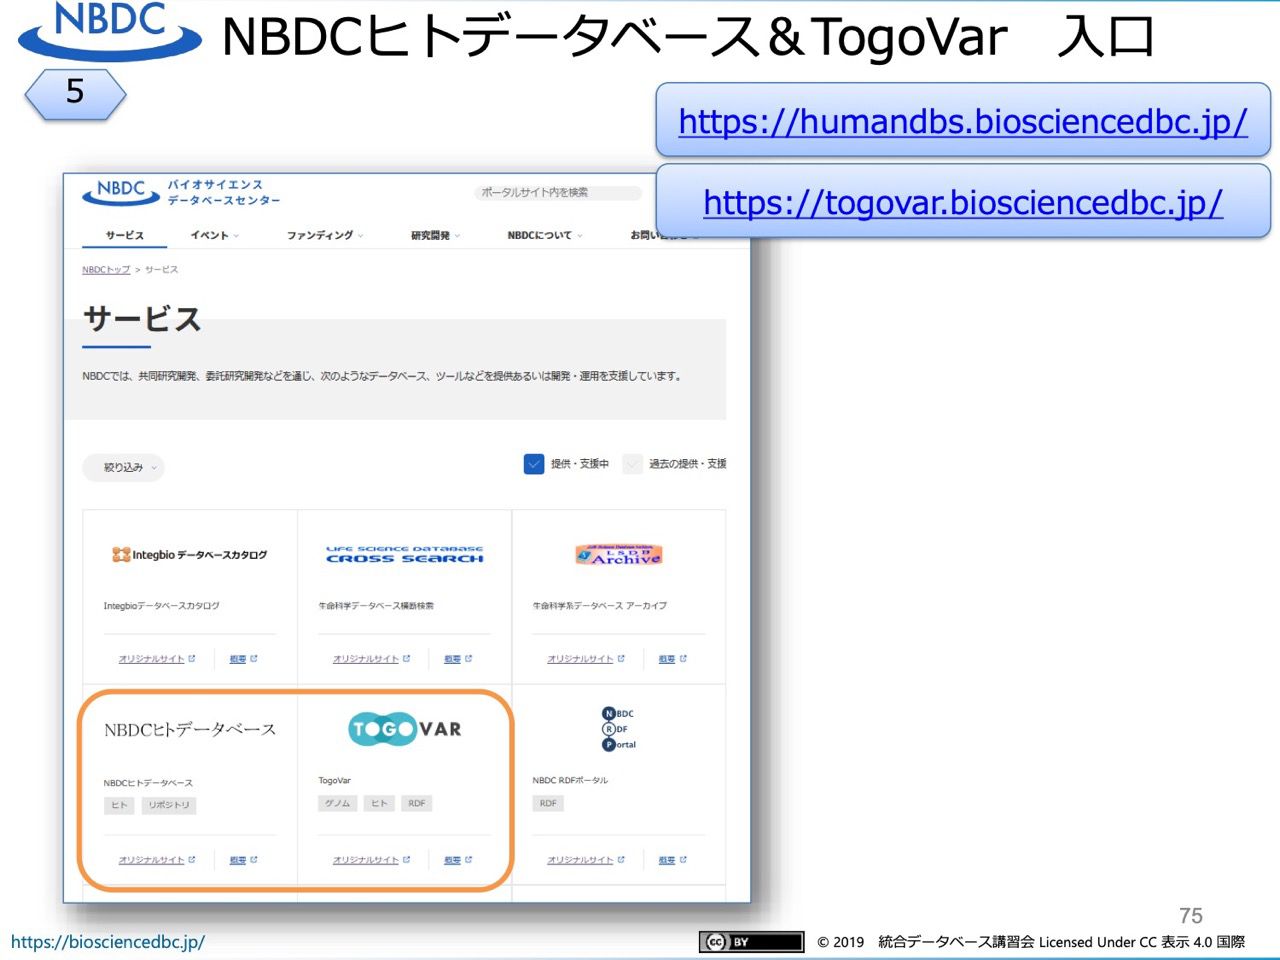 NBDC
NBDCヒトデータベース＆TogoVar　入口
5
https://humandbs.biosciencedbc.jp/
https://togovar.biosciencedbc.jp/
NBDC バイオサイエンス
データベースセンター
ポータルサイト内を検索
サービス イベント ファンディング 研究開発 NBDCについて お問い
NBDCトップ > サービス
サービス
NBDCでは、共同研究開発、委託研究開発などを通じ、次のようなデータベース、ツールなどを提供あるいは開発・運用を支援しています。
絞り込み 提供・支援中 過去の提供・支援
Integbio データベースカタログ
LIFE SCIENCE DATABASE
CROSS SEARCH
LSDB
Archive
Integbioデータベースカタログ 生命科学データベース横断検索 生命科学系データベース アーカイブ
オリジナルサイト 概要 オリジナルサイト 概要 オリジナルサイト 概要
NBDCヒトデータベース
TOGOVAR
NBDC
RDF
Portal
NBDCヒトデータベース TogoVar NBDC RDFポータル
ヒト リポジトリ ゲノム ヒト RDF RDF
オリジナルサイト 概要 オリジナルサイト 概要 オリジナルサイト 概要
75
https://biosciencedbc.jp/
cc BY © 2019　統合データベース講習会 Licensed Under CC 表示 4.0 国際